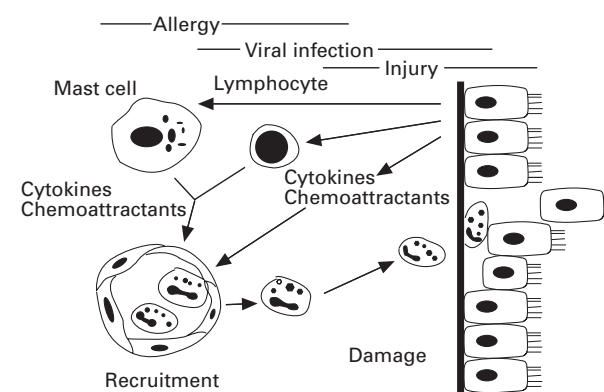 Allergy
Viral infection
Injury
Mast cell
Lymphocyte
Cytokines
Chemoattractants
Cytokines
Chemoattractants
Damage
Recruitment